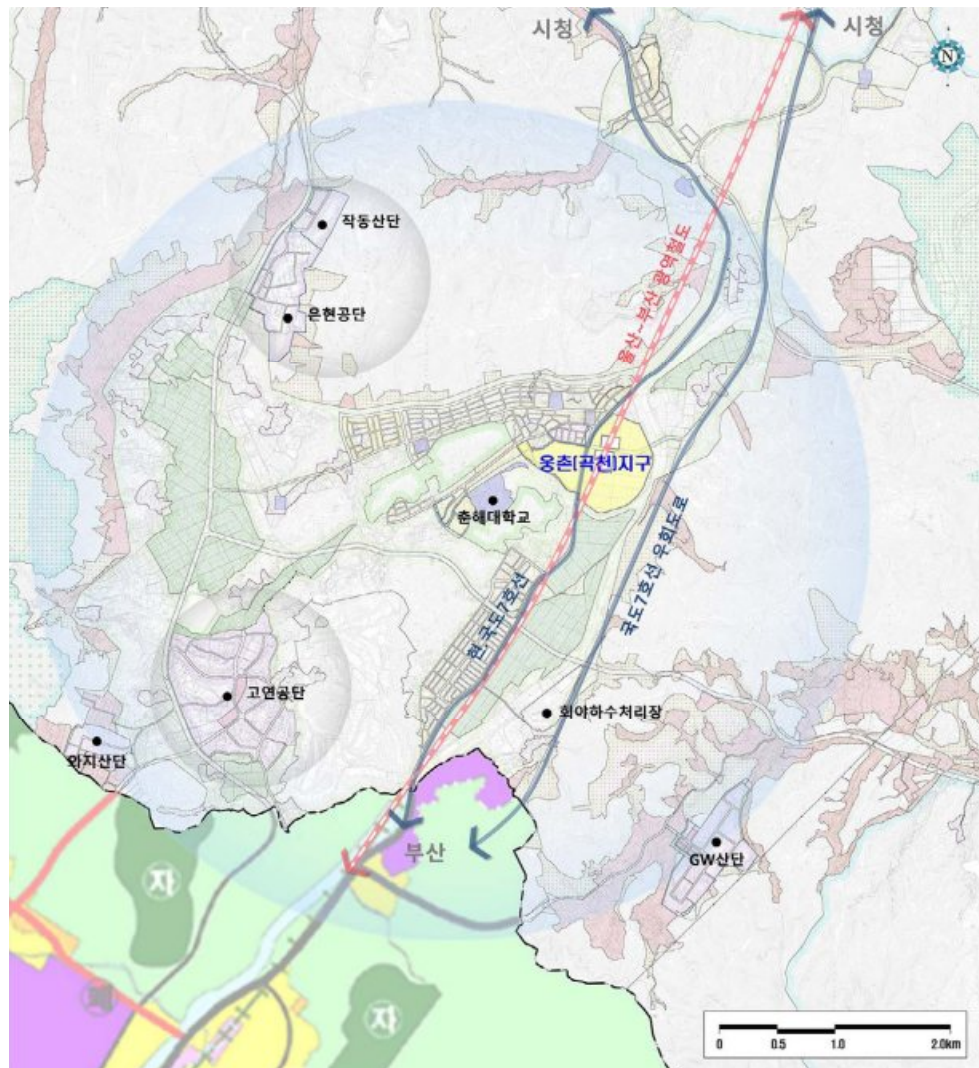 시청
시청
N
작동산단
은현공단
울산~부산 광역철도
웅촌(곡천)지구
춘해대학교
국도7호선 우회도로
현.국도7호선
고연공단
회야하수처리장
와지산단
부산
GW산단
자
자
0 0.5 1.0 2.0km